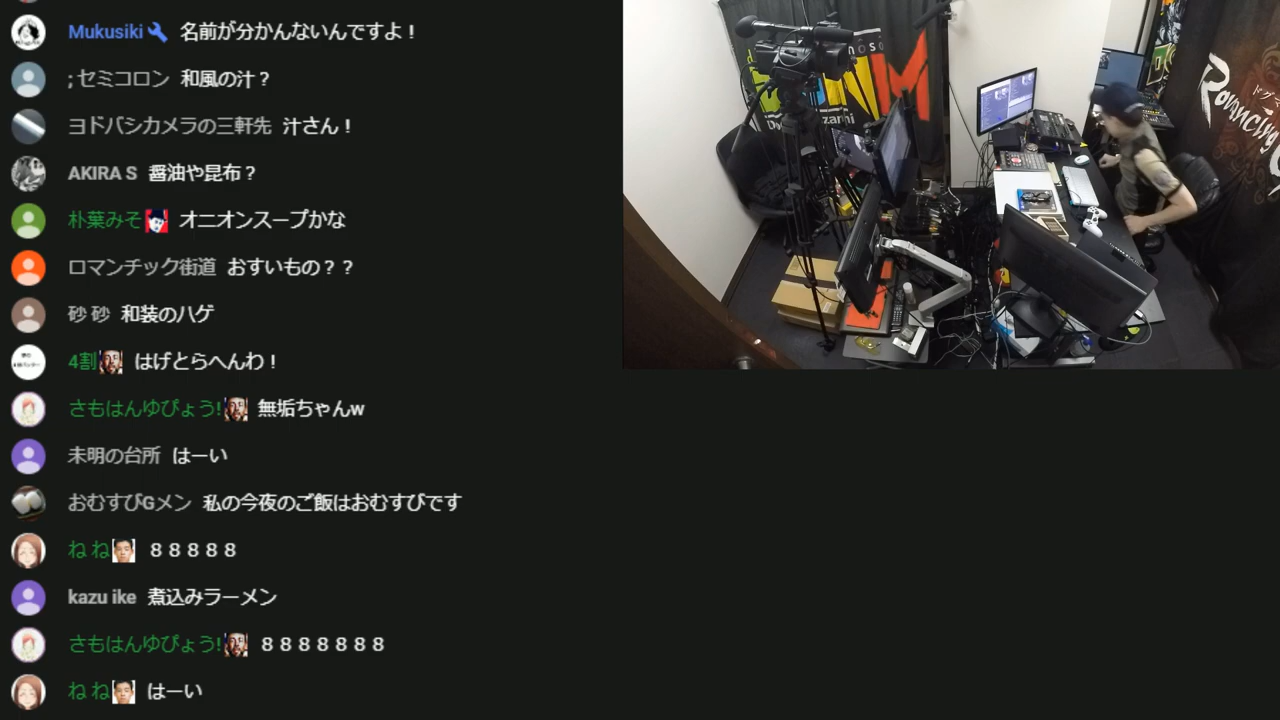 Mukusiki 名前が分かんないんですよ！
; セミコロン 和風の汁？
ヨドバシカメラの三軒先 汁さん！
AKIRA S 醤油や昆布？
朴葉みそ オニオンスープかな
ロマンチック街道 おすいもの？？
砂 砂 和装のハゲ
4割 はげとらへんわ！
さもはんゆぴょう! 無垢ちゃんw
未明の台所 はーい
おむすびGメン 私の今夜のご飯はおむすびです
ね ね ８８８８８
kazu ike 煮込みラーメン
さもはんゆぴょう! ８８８８８８８
ね ね はーい